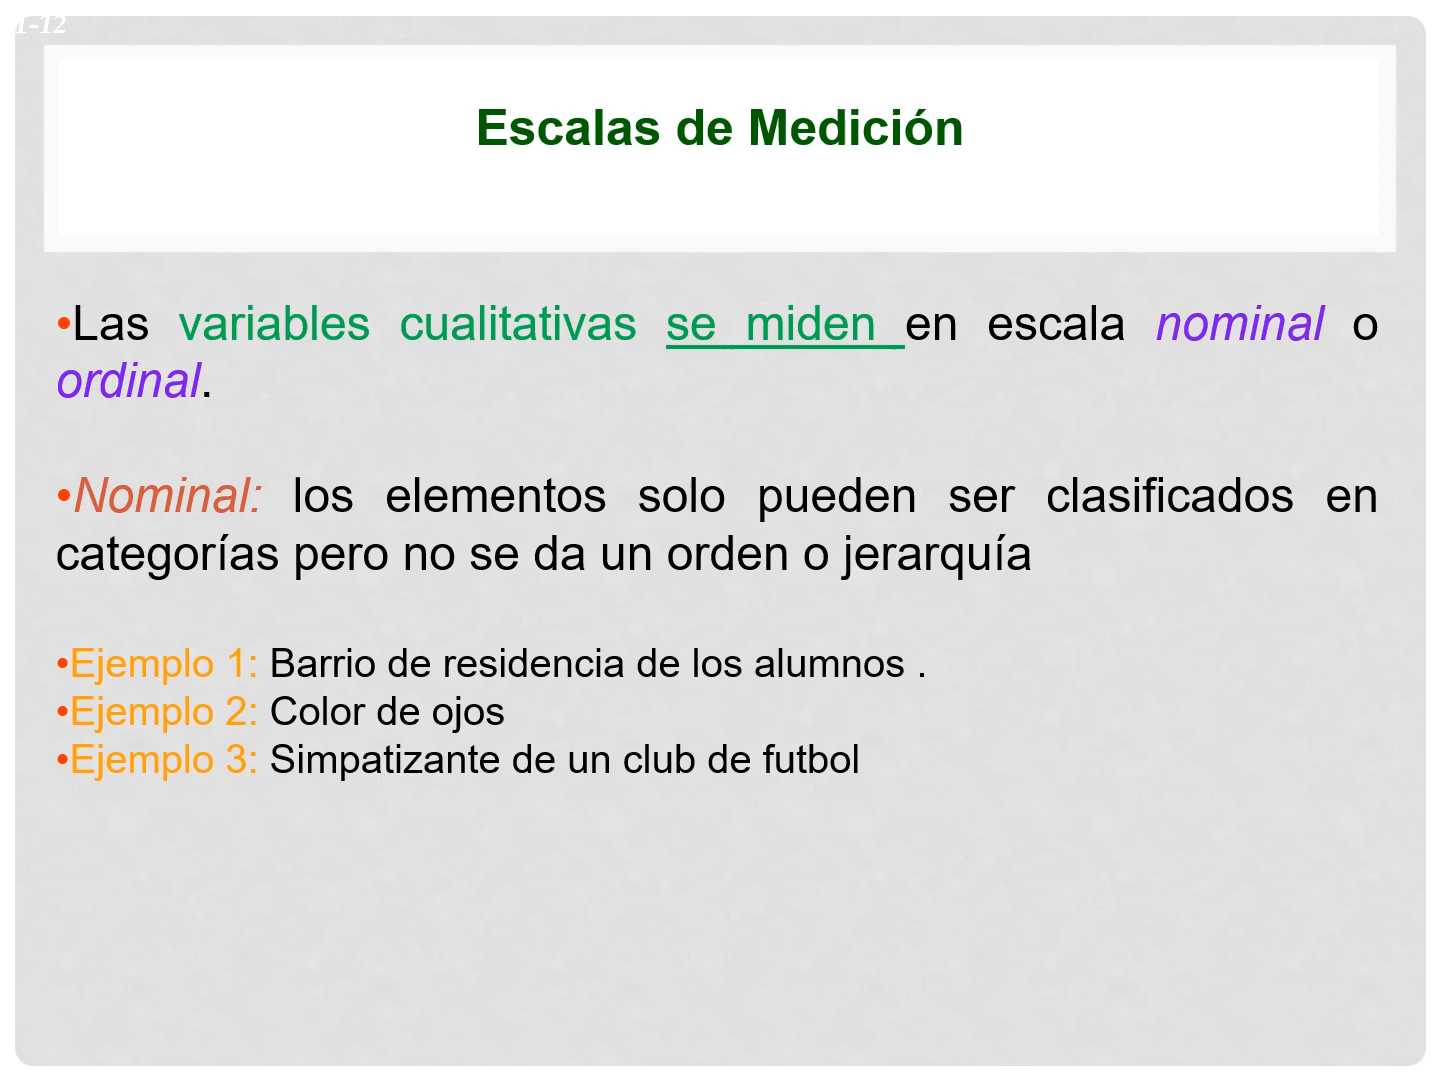 1-12
Escalas de Medición
•Las variables cualitativas se miden en escala nominal o
ordinal.
•Nominal: los elementos solo pueden ser clasificados en
categorías pero no se da un orden o jerarquía
•Ejemplo 1: Barrio de residencia de los alumnos .
•Ejemplo 2: Color de ojos
•Ejemplo 3: Simpatizante de un club de futbol